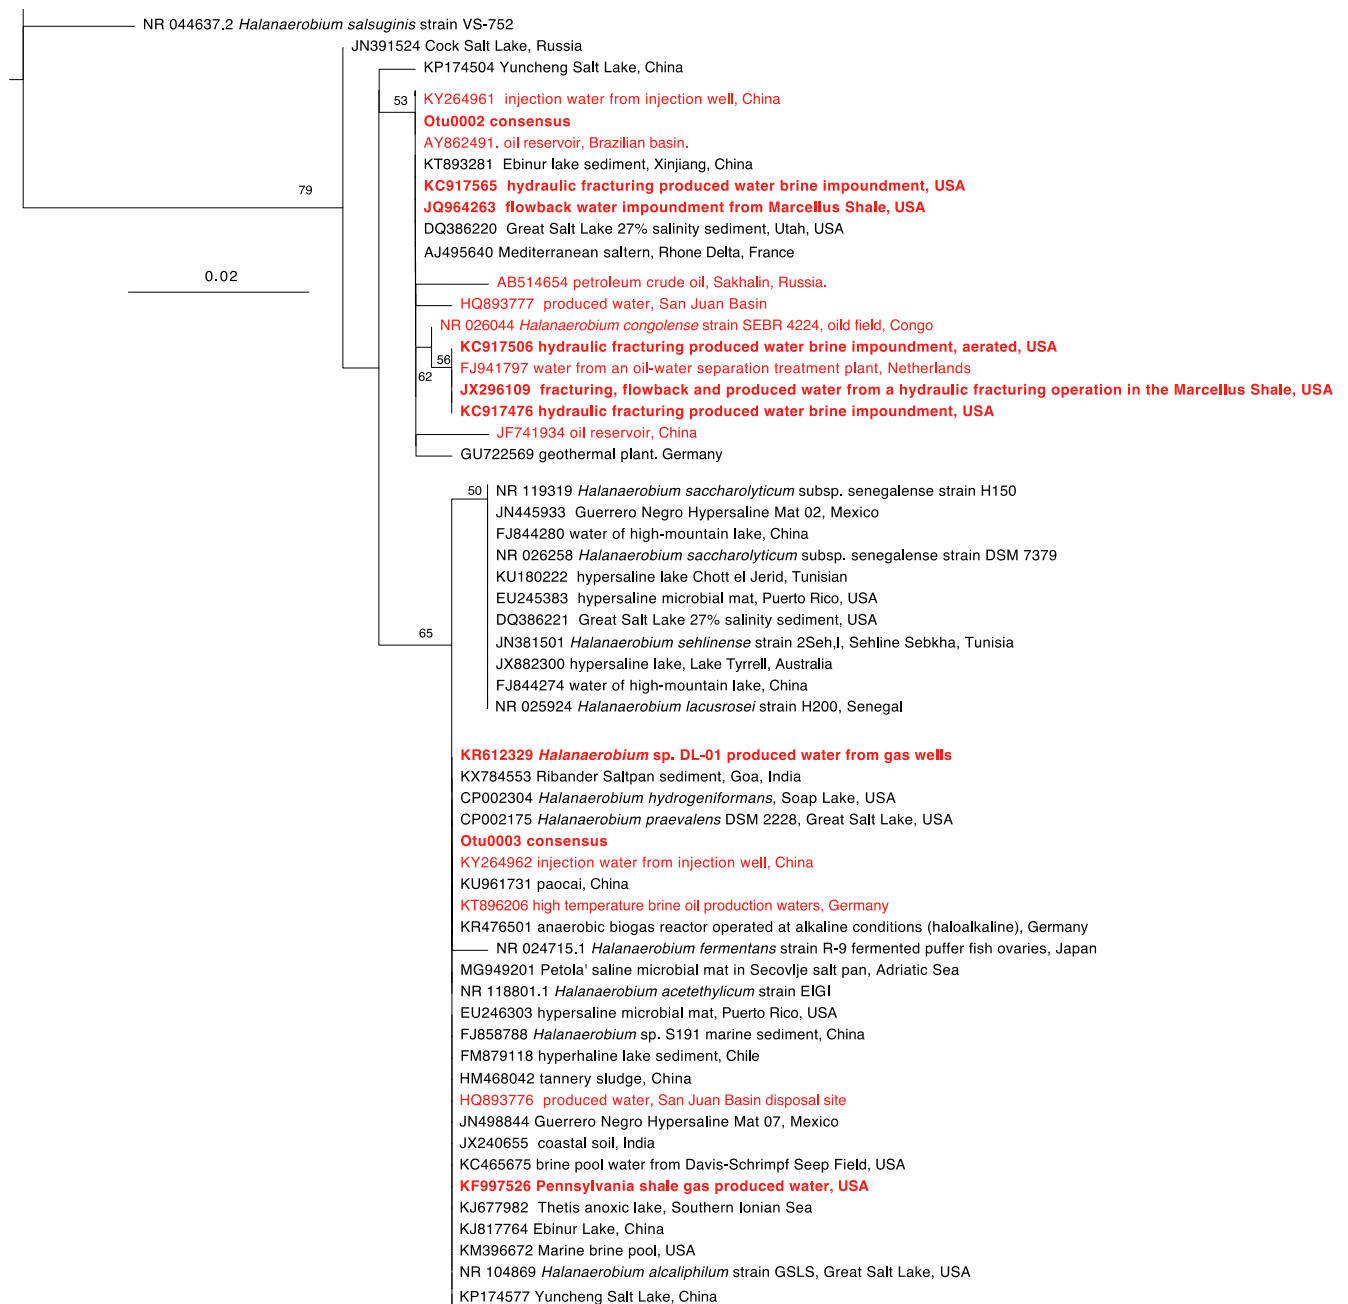 NR 044637.2 Halanaerobium salsuginis strain VS-752
JN391524 Cock Salt Lake, Russia
KP174504 Yuncheng Salt Lake, China
53
KY264961 injection water from injection well, China
Otu0002 consensus
AY862491. oil reservoir, Brazilian basin.
KT893281 Ebinur lake sediment, Xinjiang, China
KC917565 hydraulic fracturing produced water brine impoundment, USA
79
JQ964263 flowback water impoundment from Marcellus Shale, USA
DQ386220 Great Salt Lake 27% salinity sediment, Utah, USA
AJ495640 Mediterranean saltern, Rhone Delta, France
0.02
AB514654 petroleum crude oil, Sakhalin, Russia.
HQ893777 produced water, San Juan Basin
NR 026044 Halanaerobium congolense strain SEBR 4224, oild field, Congo
KC917506 hydraulic fracturing produced water brine impoundment, aerated, USA
56
FJ941797 water from an oil-water separation treatment plant, Netherlands
62
JX296109 fracturing, flowback and produced water from a hydraulic fracturing operation in the Marcellus Shale, USA
KC917476 hydraulic fracturing produced water brine impoundment, USA
JF741934 oil reservoir, China
GU722569 geothermal plant. Germany
50
NR 119319 Halanaerobium saccharolyticum subsp. senegalense strain H150
JN445933 Guerrero Negro Hypersaline Mat 02, Mexico
FJ844280 water of high-mountain lake, China
NR 026258 Halanaerobium saccharolyticum subsp. senegalense strain DSM 7379
KU180222 hypersaline lake Chott el Jerid, Tunisian
EU245383 hypersaline microbial mat, Puerto Rico, USA
DQ386221 Great Salt Lake 27% salinity sediment, USA
65
JN381501 Halanaerobium sehlinense strain 2Seh,I, Sehline Sebkha, Tunisia
JX882300 hypersaline lake, Lake Tyrrell, Australia
FJ844274 water of high-mountain lake, China
NR 025924 Halanaerobium lacusrosei strain H200, Senegal
KR612329 Halanaerobium sp. DL-01 produced water from gas wells
KX784553 Ribander Saltpan sediment, Goa, India
CP002304 Halanaerobium hydrogeniformans, Soap Lake, USA
CP002175 Halanaerobium praevalens DSM 2228, Great Salt Lake, USA
Otu0003 consensus
KY264962 injection water from injection well, China
KU961731 paocai, China
KT896206 high temperature brine oil production waters, Germany
KR476501 anaerobic biogas reactor operated at alkaline conditions (haloalkaline), Germany
NR 024715.1 Halanaerobium fermentans strain R-9 fermented puffer fish ovaries, Japan
MG949201 Petola' saline microbial mat in Secovlje salt pan, Adriatic Sea
NR 118801.1 Halanaerobium acetethylicum strain EIGI
EU246303 hypersaline microbial mat, Puerto Rico, USA
FJ858788 Halanaerobium sp. S191 marine sediment, China
FM879118 hyperhaline lake sediment, Chile
HM468042 tannery sludge, China
HQ893776 produced water, San Juan Basin disposal site
JN498844 Guerrero Negro Hypersaline Mat 07, Mexico
JX240655 coastal soil, India
KC465675 brine pool water from Davis-Schrimpf Seep Field, USA
KF997526 Pennsylvania shale gas produced water, USA
KJ677982 Thetis anoxic lake, Southern Ionian Sea
KJ817764 Ebinur Lake, China
KM396672 Marine brine pool, USA
NR 104869 Halanaerobium alcaliphilum strain GSLS, Great Salt Lake, USA
KP174577 Yuncheng Salt Lake, China